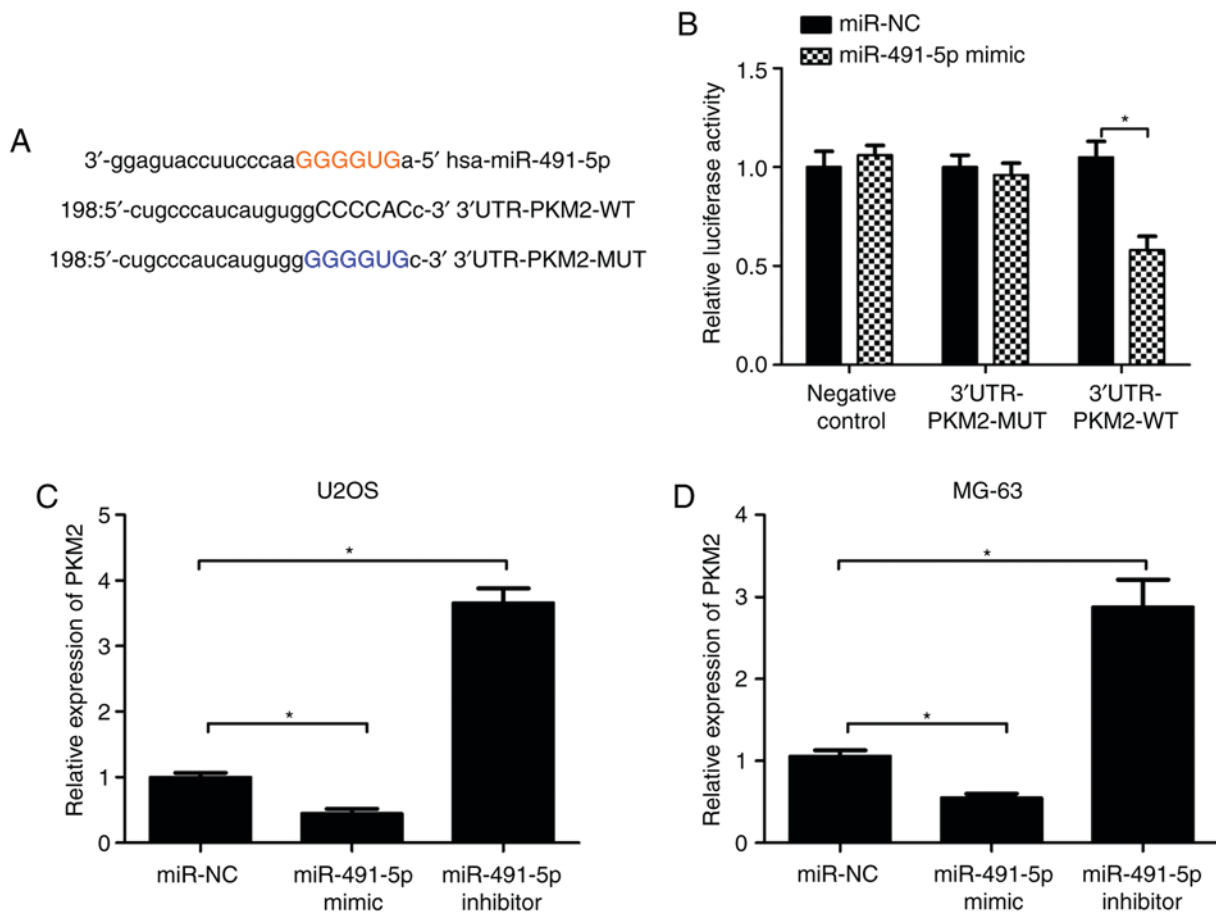 A
3′-ggaguaccuucccaaGGGGUGa-5′ hsa-miR-491-5p
198:5′-cugcccaucauguggCCCCACc-3′ 3′UTR-PKM2-WT
198:5′-cugcccaucauguggGGGGUGc-3′ 3′UTR-PKM2-MUT
B
miR-NC
miR-491-5p mimic
Relative luciferase activity
1.5
1.0
0.5
0.0
*
Negative
control
3′UTR-
PKM2-MUT
3′UTR-
PKM2-WT
C
U2OS
Relative expression of PKM2
5
4
3
2
1
0
*
*
miR-NC
miR-491-5p
mimic
miR-491-5p
inhibitor
D
MG-63
Relative expression of PKM2
4
3
2
1
0
*
*
miR-NC
miR-491-5p
mimic
miR-491-5p
inhibitor